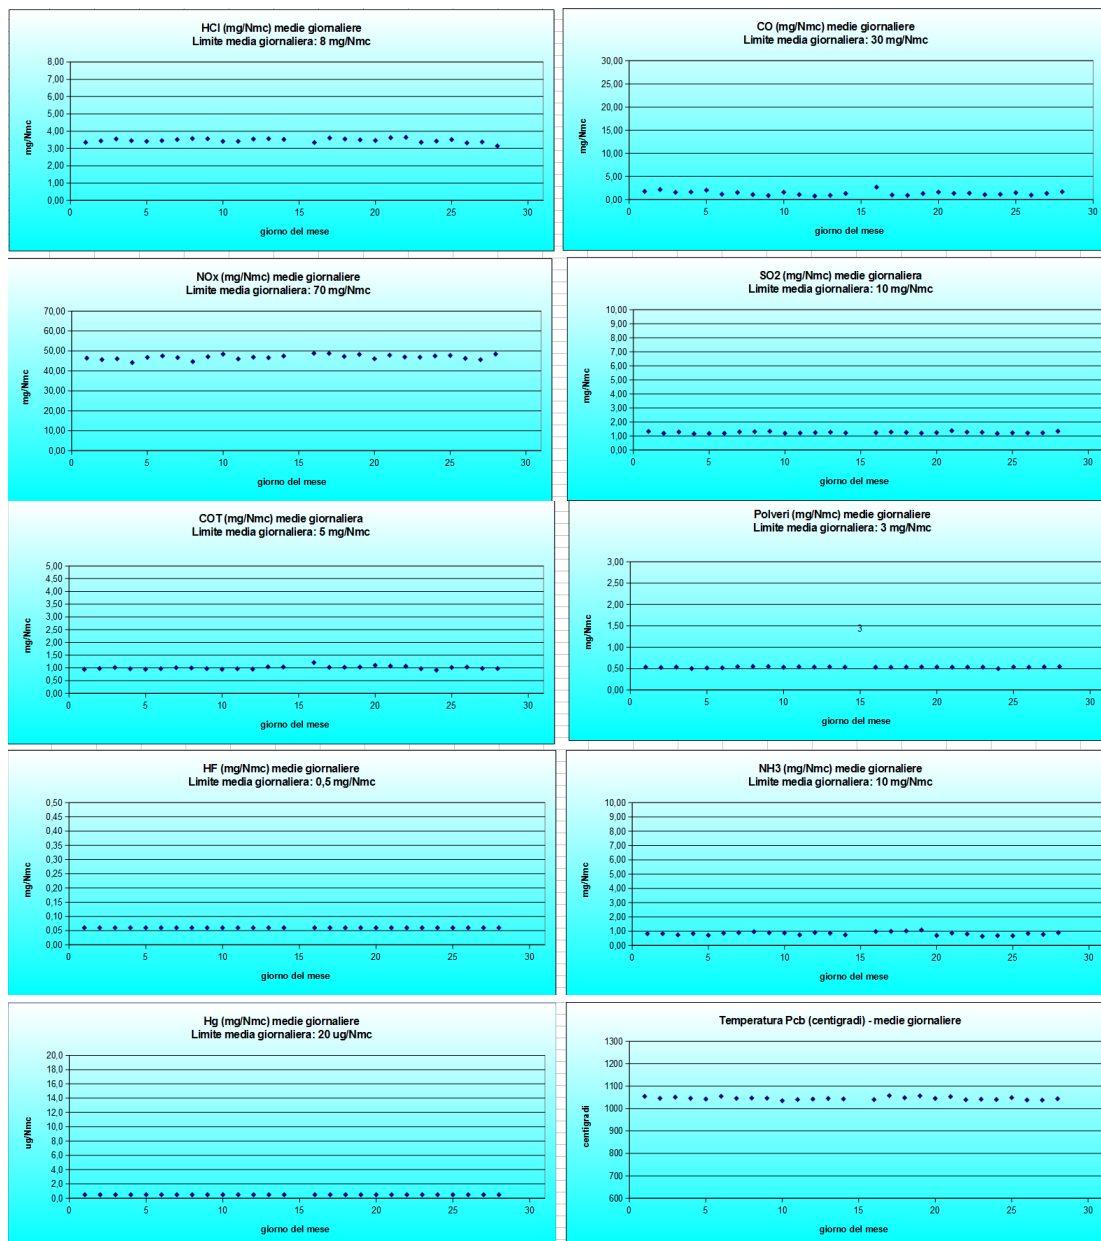 HCl (mg/Nmc) medie giornaliere
Limite media giornaliera: 8 mg/Nmc
8,00
7,00
6,00
5,00
4,00
3,00
2,00
1,00
0,00
mg/Nmc
0 5 10 15 20 25 30
giorno del mese
CO (mg/Nmc) medie giornaliere
Limite media giornaliera: 30 mg/Nmc
30,00
25,00
20,00
15,00
10,00
5,00
0,00
mg/Nmc
0 5 10 15 20 25 30
giorno del mese
NOx (mg/Nmc) medie giornaliere
Limite media giornaliera: 70 mg/Nmc
70,00
60,00
50,00
40,00
30,00
20,00
10,00
0,00
mg/Nmc
0 5 10 15 20 25 30
giorno del mese
SO2 (mg/Nmc) medie giornaliera
Limite media giornaliera: 10 mg/Nmc
10,00
9,00
8,00
7,00
6,00
5,00
4,00
3,00
2,00
1,00
0,00
mg/Nmc
0 5 10 15 20 25 30
giorno del mese
COT (mg/Nmc) medie giornaliera
Limite media giornaliera: 5 mg/Nmc
5,00
4,50
4,00
3,50
3,00
2,50
2,00
1,50
1,00
0,50
0,00
mg/Nmc
0 5 10 15 20 25 30
giorno del mese
Polveri (mg/Nmc) medie giornaliere
Limite media giornaliera: 3 mg/Nmc
3,00
2,50
2,00
1,50
1,00
0,50
0,00
3
mg/Nmc
0 5 10 15 20 25 30
giorno del mese
HF (mg/Nmc) medie giornaliere
Limite media giornaliera: 0,5 mg/Nmc
0,50
0,45
0,40
0,35
0,30
0,25
0,20
0,15
0,10
0,05
0,00
mg/Nmc
0 5 10 15 20 25 30
giorno del mese
NH3 (mg/Nmc) medie giornaliere
Limite media giornaliera: 10 mg/Nmc
10,00
9,00
8,00
7,00
6,00
5,00
4,00
3,00
2,00
1,00
0,00
mg/Nmc
0 5 10 15 20 25 30
giorno del mese
Hg (mg/Nmc) medie giornaliere
Limite media giornaliera: 20 ug/Nmc
20,0
18,0
16,0
14,0
12,0
10,0
8,0
6,0
4,0
2,0
0,0
ug/Nmc
0 5 10 15 20 25 30
giorno del mese
Temperatura Pcb (centigradi) - medie giornaliere
1300
1200
1100
1000
900
800
700
600
centigradi
0 5 10 15 20 25 30
giorno del mese